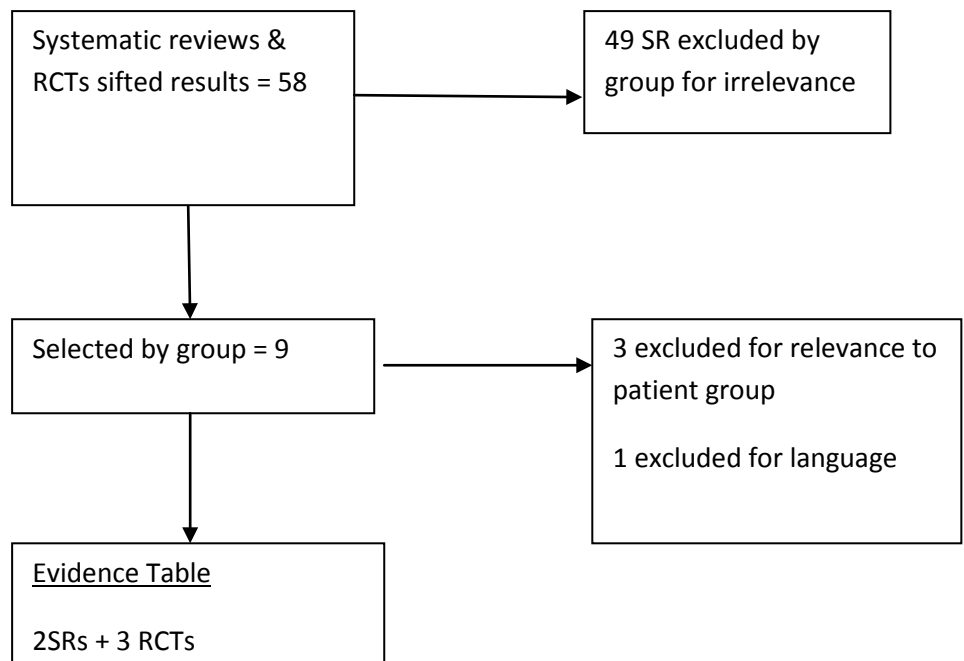 Systematic reviews &
RCTs sifted results = 58
49 SR excluded by
group for irrelevance
Selected by group = 9
3 excluded for relevance to
patient group
1 excluded for language
Evidence Table
2SRs + 3 RCTs